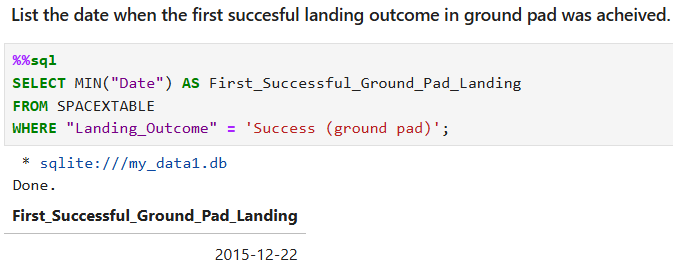 List the date when the first succesful landing outcome in ground pad was acheived.
%%sql
SELECT MIN("Date") AS First_Successful_Ground_Pad_Landing
FROM SPACEXTABLE
WHERE "Landing_Outcome" = 'Success (ground pad)';
* sqlite:///my_data1.db
Done.
First_Successful_Ground_Pad_Landing
2015-12-22